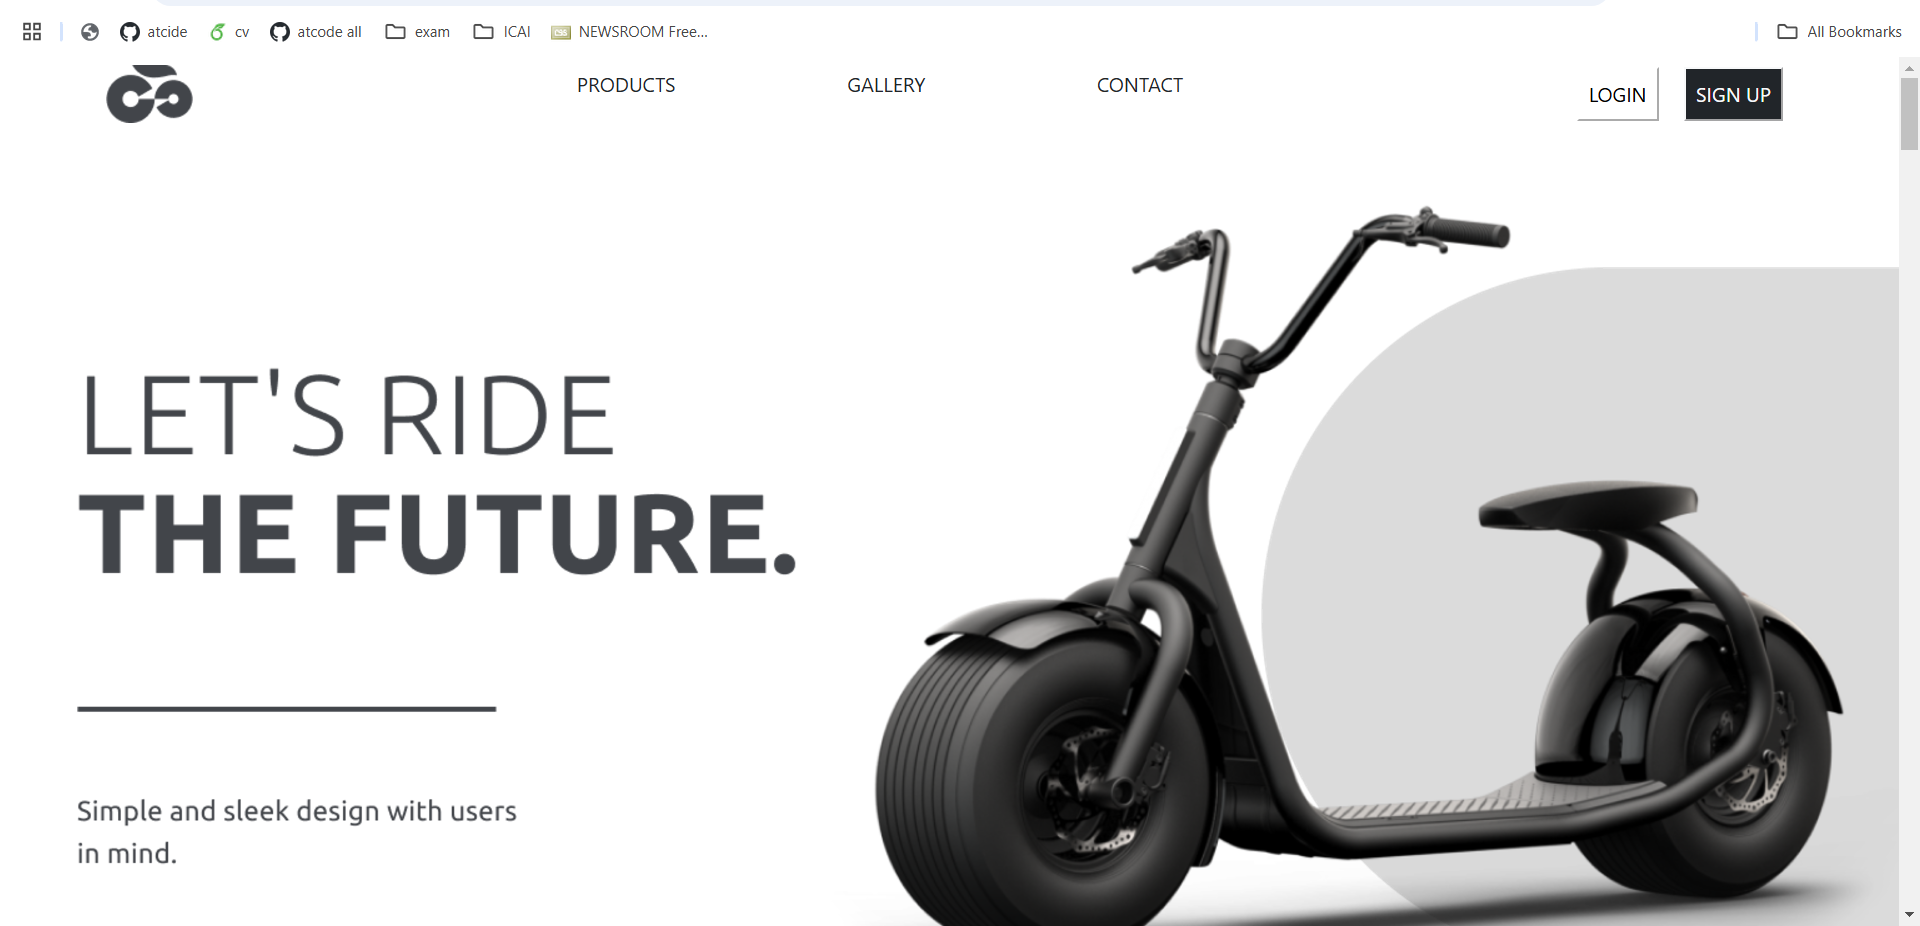 atcide cv atcode all exam ICAI NEWSROOM Free... All Bookmarks
PRODUCTS GALLERY CONTACT LOGIN SIGN UP
LET'S RIDE
THE FUTURE.
Simple and sleek design with users
in mind.